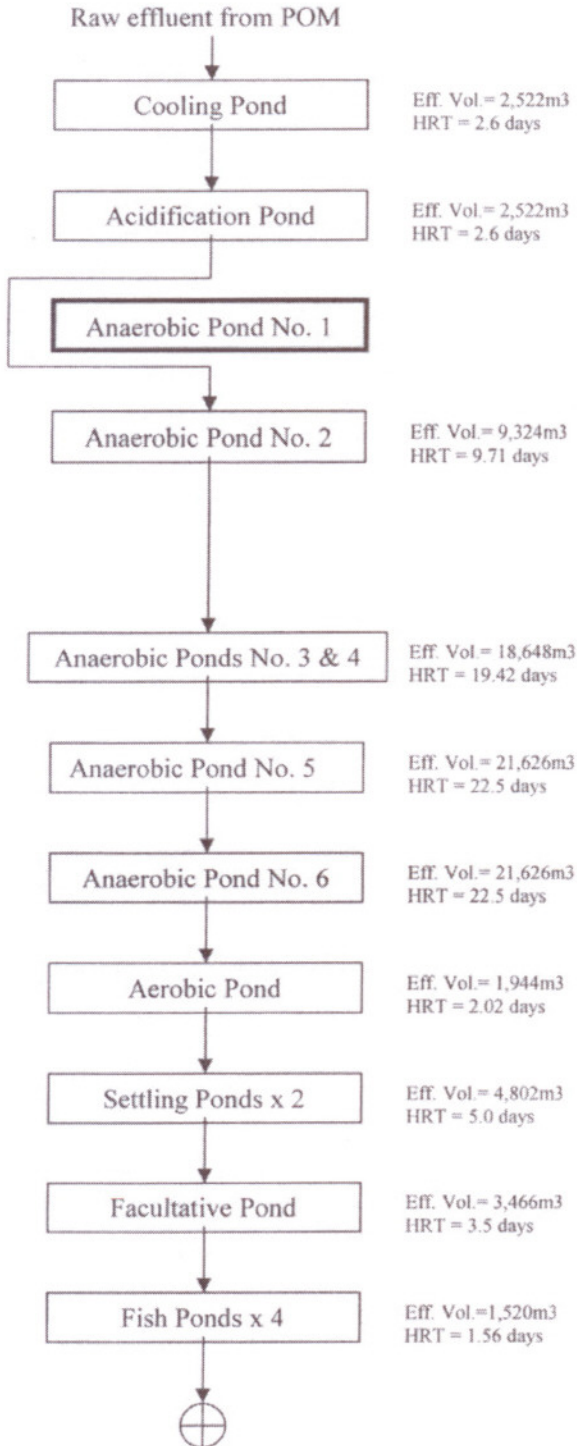 Raw effluent from POM
Cooling Pond
Eff. Vol.= 2,522m3
HRT = 2.6 days
Acidification Pond
Eff. Vol.= 2,522m3
HRT = 2.6 days
Anaerobic Pond No. 1
Anaerobic Pond No. 2
Eff. Vol.= 9,324m3
HRT = 9.71 days
Anaerobic Ponds No. 3 & 4
Eff. Vol.= 18,648m3
HRT = 19.42 days
Anaerobic Pond No. 5
Eff. Vol.= 21,626m3
HRT = 22.5 days
Anaerobic Pond No. 6
Eff. Vol.= 21,626m3
HRT = 22.5 days
Aerobic Pond
Eff. Vol.= 1,944m3
HRT = 2.02 days
Settling Ponds x 2
Eff. Vol.= 4,802m3
HRT = 5.0 days
Facultative Pond
Eff. Vol.= 3,466m3
HRT = 3.5 days
Fish Ponds x 4
Eff. Vol.=1,520m3
HRT = 1.56 days